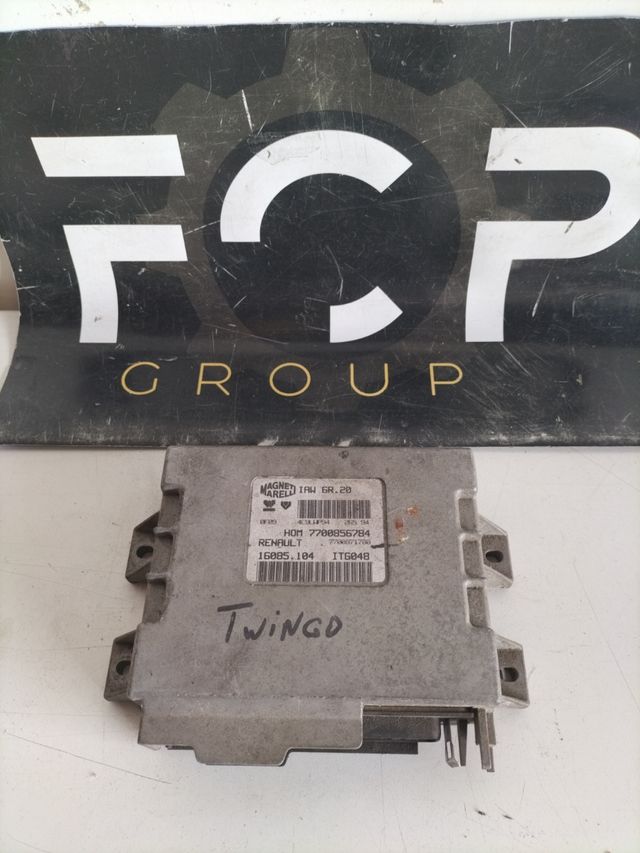 FCP
GROUP
MAGNETI MARELLI IAW 6R.20
HOM 7700856784
RENAULT
16085.104 ITG048
TWINGO